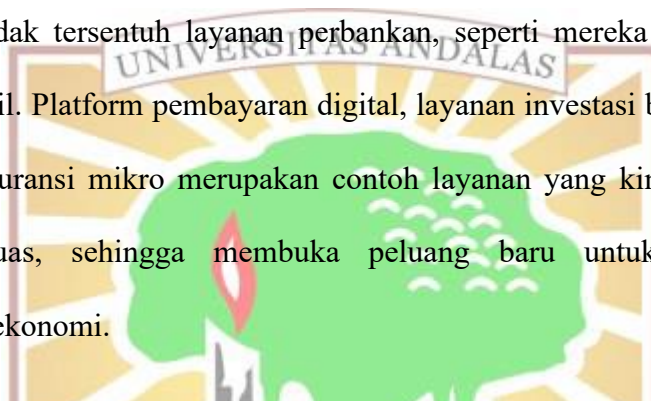 dak tersentuh layanan perbankan, seperti mereka
UNIVERSITAS ANDALAS
il. Platform pembayaran digital, layanan investasi b
uransi mikro merupakan contoh layanan yang kir
uas, sehingga membuka peluang baru untuk
ekonomi.